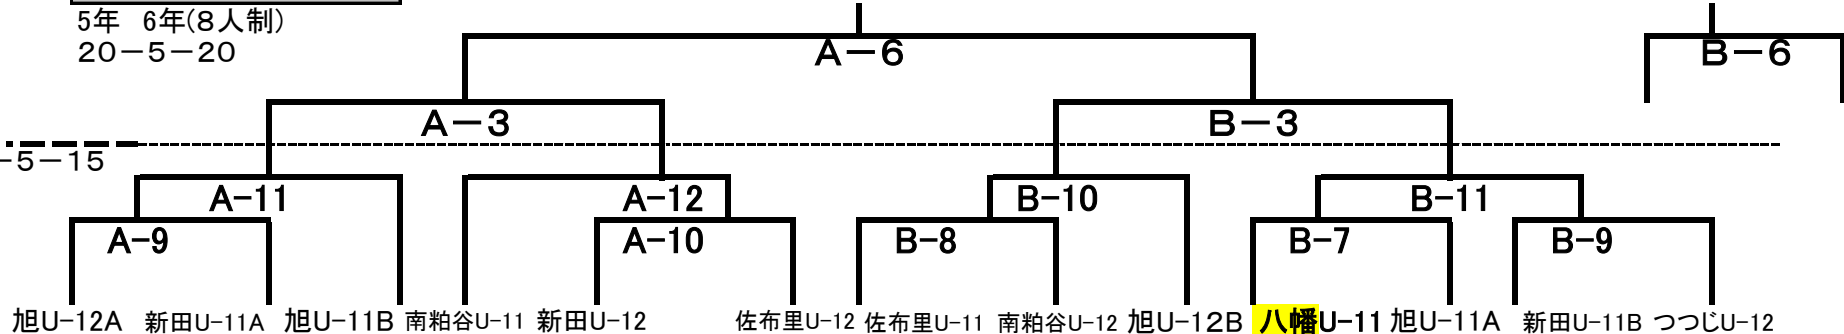 5年 6年(８人制)
２０－５－２０
A－６
B－６
A－３
B－３
－５－１５
A-11
A-12
B-10
B-11
A-9
A-10
B-8
B-7
B-9
旭U-12A 新田U-11A 旭U-11B 南粕谷U-11 新田U-12 佐布里U-12 佐布里U-11 南粕谷U-12 旭U-12B 八幡U-11 旭U-11A 新田U-11B つつじU-12